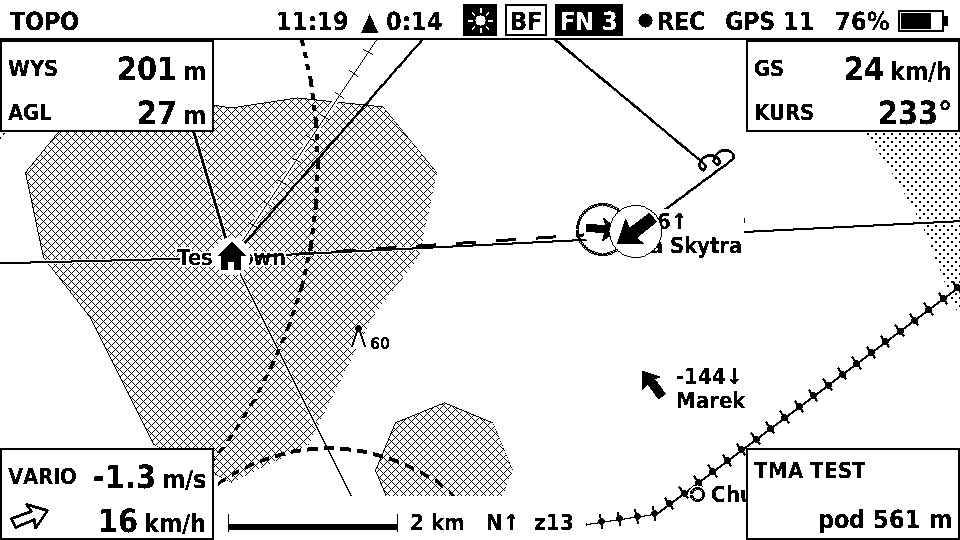 TOPO 11:19 ▲ 0:14 BF FN 3 ●REC GPS 11 76%
WYS 201 m
AGL 27 m
GS 24 km/h
KURS 233°
6↑
Skytra
60
-144↓
Marek
VARIO -1.3 m/s
16 km/h
2 km N↑ z13
TMA TEST
pod 561 m